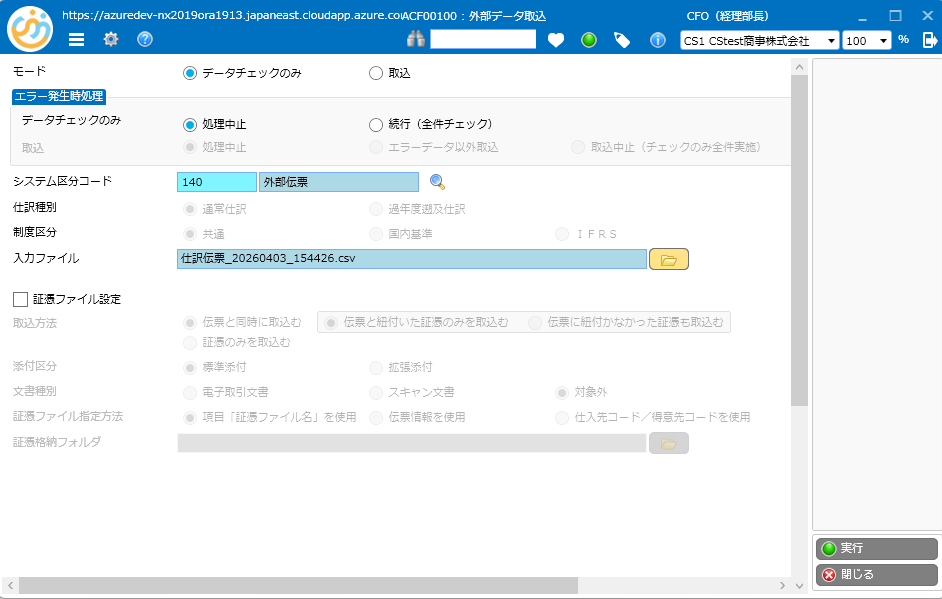 https://azuredev-nx2019ora1913.japaneast.cloudapp.azure.co ACF00100 : 外部データ取込 CFO（経理部長）
CS1 CStest商事株式会社 100 %
モード データチェックのみ 取込
エラー発生時処理
データチェックのみ 処理中止 続行（全件チェック）
取込 処理中止 エラーデータ以外取込 取込中止（チェックのみ全件実施）
システム区分コード 140 外部伝票
仕訳種別 通常仕訳 過年度遡及仕訳
制度区分 共通 国内基準 ＩＦＲＳ
入力ファイル 仕訳伝票_20260403_154426.csv
証憑ファイル設定
取込方法 伝票と同時に取込む 伝票と紐付いた証憑のみを取込む 伝票に紐付かなかった証憑も取込む
証憑のみを取込む
添付区分 標準添付 拡張添付
文書種別 電子取引文書 スキャン文書 対象外
証憑ファイル指定方法 項目「証憑ファイル名」を使用 伝票情報を使用 仕入先コード／得意先コードを使用
証憑格納フォルダ
実行
閉じる